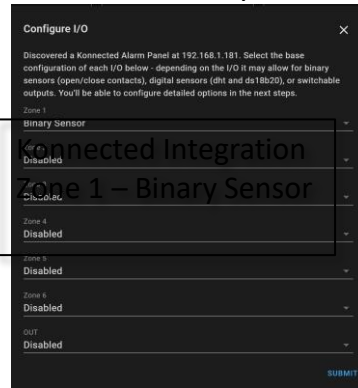 Configure I/O
Discovered a Konnected Alarm Panel at 192.168.1.181. Select the base
configuration of each I/O below - depending on the I/O it may allow for binary
sensors (open/close contacts), digital sensors (dht and ds18b20), or switchable
outputs. You'll be able to configure detailed options in the next steps.
Zone 1
Binary Sensor
Konnected Integration
Disabled
Zone 1 – Binary Sensor
Disabled
Zone 4
Disabled
Zone 5
Disabled
Zone 6
Disabled
OUT
Disabled
SUBMIT